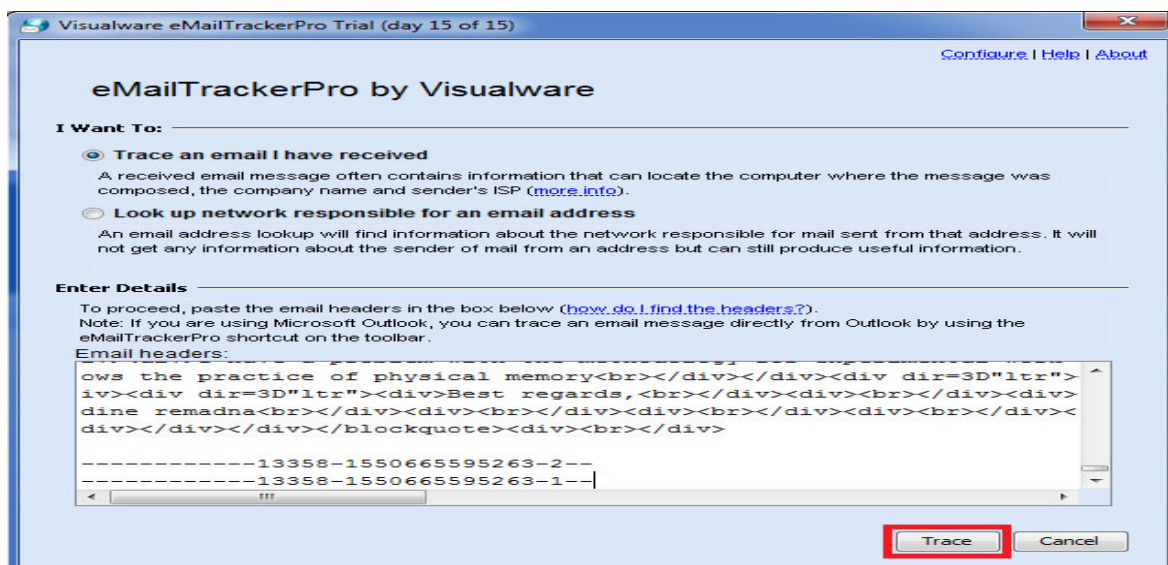 Visualware eMailTrackerPro Trial (day 15 of 15)
Configure | Help | About
eMailTrackerPro by Visualware
I Want To:
Trace an email I have received
A received email message often contains information that can locate the computer where the message was
composed, the company name and sender's ISP (more info).
Look up network responsible for an email address
An email address lookup will find information about the network responsible for mail sent from that address. It will
not get any information about the sender of mail from an address but can still produce useful information.
Enter Details
To proceed, paste the email headers in the box below (how do I find the headers?).
Note: If you are using Microsoft Outlook, you can trace an email message directly from Outlook by using the
eMailTrackerPro shortcut on the toolbar.
Email headers:
ows the practice of physical memory<br></div></div><div dir=3D"ltr">
iv><div dir=3D"ltr"><div>Best regards,<br></div><div><br></div><div>
dine remadna<br></div><div><br></div><div><br></div><div><br></div><
div></div></div></blockquote><div><br></div>
------------13358-1550665595263-2--
------------13358-1550665595263-1--
Trace
Cancel